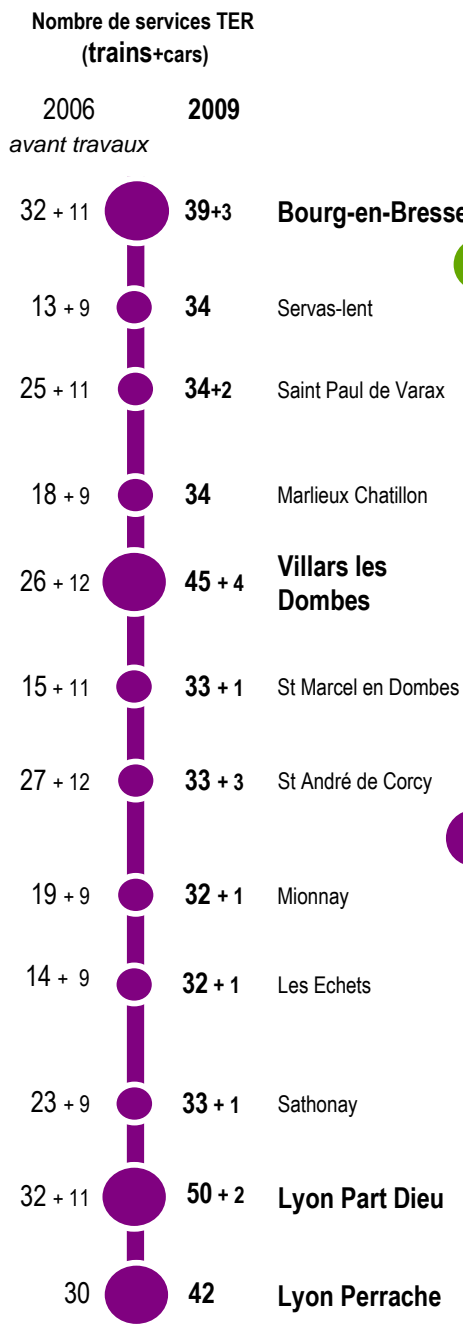 Nombre de services TER
(trains+cars)
2006 2009
avant travaux
32 + 11 39+3 Bourg-en-Bresse
13 + 9 34 Servas-lent
25 + 11 34+2 Saint Paul de Varax
18 + 9 34 Marlieux Chatillon
26 + 12 45 + 4 Villars les
Dombes
15 + 11 33 + 1 St Marcel en Dombes
27 + 12 33 + 3 St André de Corcy
19 + 9 32 + 1 Mionnay
14 + 9 32 + 1 Les Echets
23 + 9 33 + 1 Sathonay
32 + 11 50 + 2 Lyon Part Dieu
30 42 Lyon Perrache